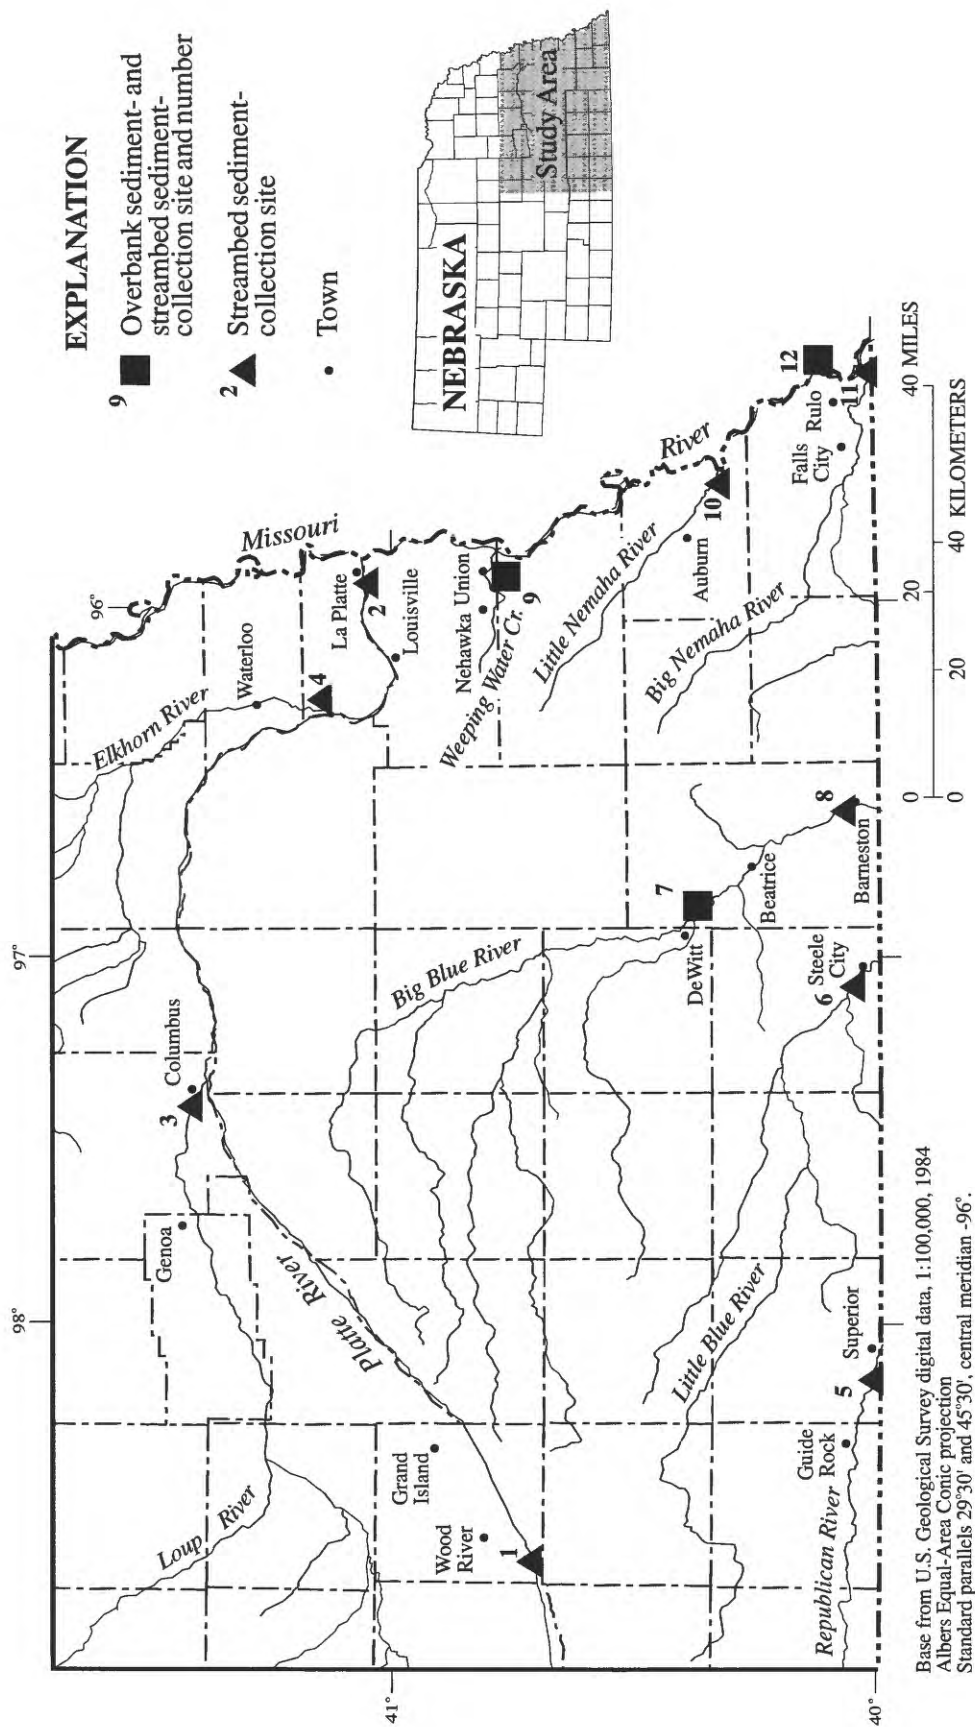 EXPLANATION
9
Overbank sediment- and
streambed sediment-
collection site and number
2
Streambed sediment-
collection site
Town
NEBRASKA
Study Area
98°
97°
96°
41°
40°
Loup River
Genoa
3
Columbus
Elkhorn River
Waterloo
4
Missouri
River
La Platte
2
Louisville
Platte River
Grand
Island
Wood
River
1
Big Blue River
Nehawka
Union
Weeping Water Cr.
9
Little Nemaha River
10
Auburn
Big Nemaha River
Falls
City
Rulo
12
11
DeWitt
7
Beatrice
8
Barneston
Little Blue River
6
Steele
City
Republican River
Guide
Rock
5
Superior
0
20
40 MILES
0
20
40
KILOMETERS
Base from U.S. Geological Survey digital data, 1:100,000, 1984
Albers Equal-Area Conic projection
Standard parallels 29°30' and 45°30', central meridian -96°.